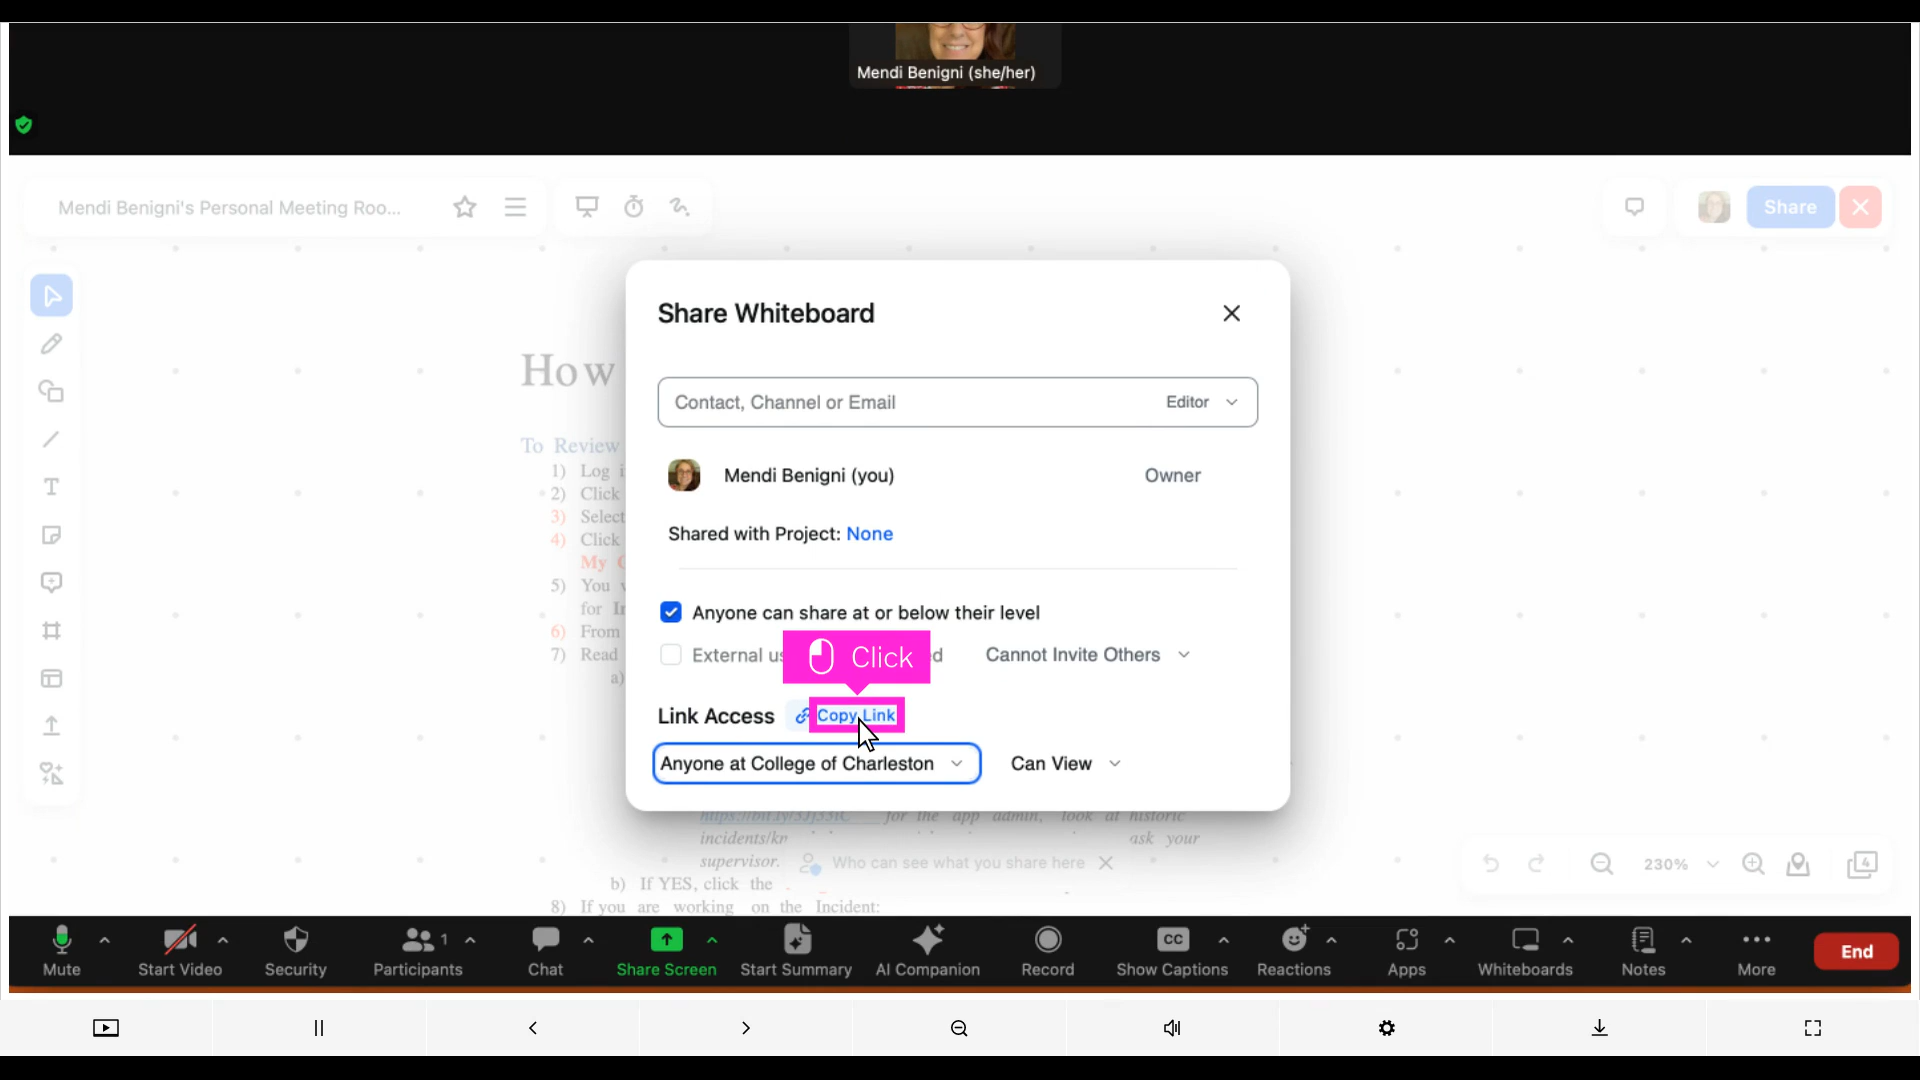 Mendi Benigni (she/her)
Mendi Benigni's Personal Meeting Roo...
Share
Share Whiteboard
How
Contact, Channel or Email
Editor
To Review
1) Log
2) Click
3) Select
4) Click
My
5) You
for
6) From
7) Read
a)
Mendi Benigni (you)
Owner
Shared with Project: None
Anyone can share at or below their level
External
Cannot Invite Others
Click
Link Access
Copy Link
Anyone at College of Charleston
Can View
for the app admin, look at historic
ask your
supervisor.
Who can see what you share here
b) If YES, click the
8) If you are working on the Incident:
230%
4
Mute
Start Video
Security
1
Participants
Chat
Share Screen
Start Summary
AI Companion
Record
CC
Show Captions
Reactions
Apps
Whiteboards
Notes
More
End